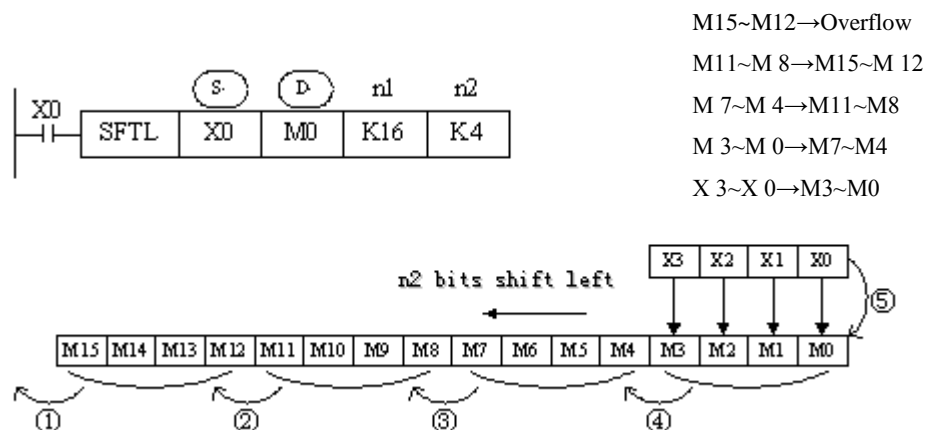 M15~M12→Overflow
M11~M 8→M15~M 12
M 7~M 4→M11~M8
M 3~M 0→M7~M4
X 3~X 0→M3~M0
S· D· n1 n2
X0
SFTL X0 M0 K16 K4
X3 X2 X1 X0
n2 bits shift left
⑤
M15 M14 M13 M12 M11 M10 M9 M8 M7 M6 M5 M4 M3 M2 M1 M0
① ② ③ ④